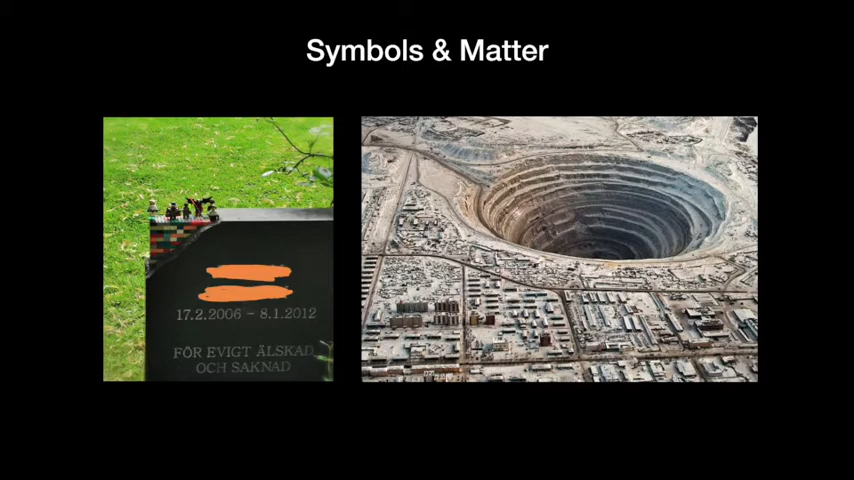 Symbols & Matter
17.2.2006 – 8.1.2012
FÖR EVIGT ÄLSKAD
OCH SAKNAD